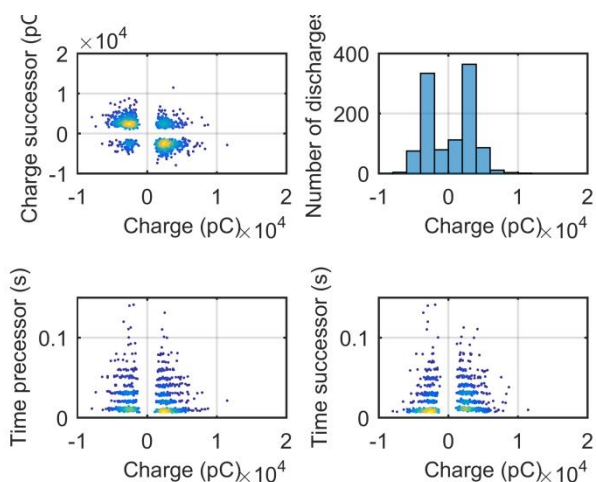 Charge successor (pC
×10⁴
2
1
0
-1
-1 0 1 2
Charge (pC) ×10⁴
Number of discharges
400
200
0
-1 0 1 2
Charge (pC) ×10⁴
Time precessor (s)
0.1
0
-1 0 1 2
Charge (pC) ×10⁴
Time successor (s)
0.1
0
-1 0 1 2
Charge (pC) ×10⁴